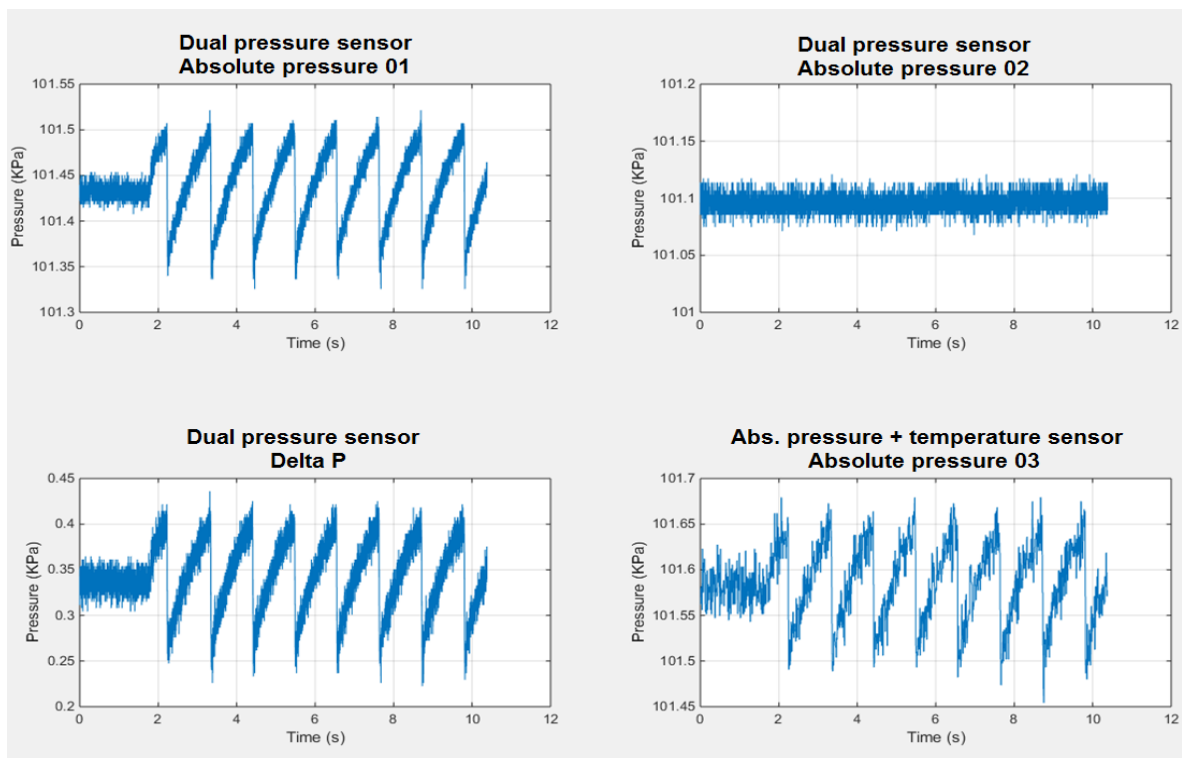 Dual pressure sensor
Absolute pressure 01
101.55
101.5
101.45
101.4
101.35
101.3
Pressure (KPa)
0 2 4 6 8 10 12
Time (s)
Dual pressure sensor
Absolute pressure 02
101.2
101.15
101.1
101.05
101
Pressure (KPa)
0 2 4 6 8 10 12
Time (s)
Dual pressure sensor
Delta P
0.45
0.4
0.35
0.3
0.25
0.2
Pressure (KPa)
0 2 4 6 8 10 12
Time (s)
Abs. pressure + temperature sensor
Absolute pressure 03
101.7
101.65
101.6
101.55
101.5
101.45
Pressure (KPa)
0 2 4 6 8 10 12
Time (s)